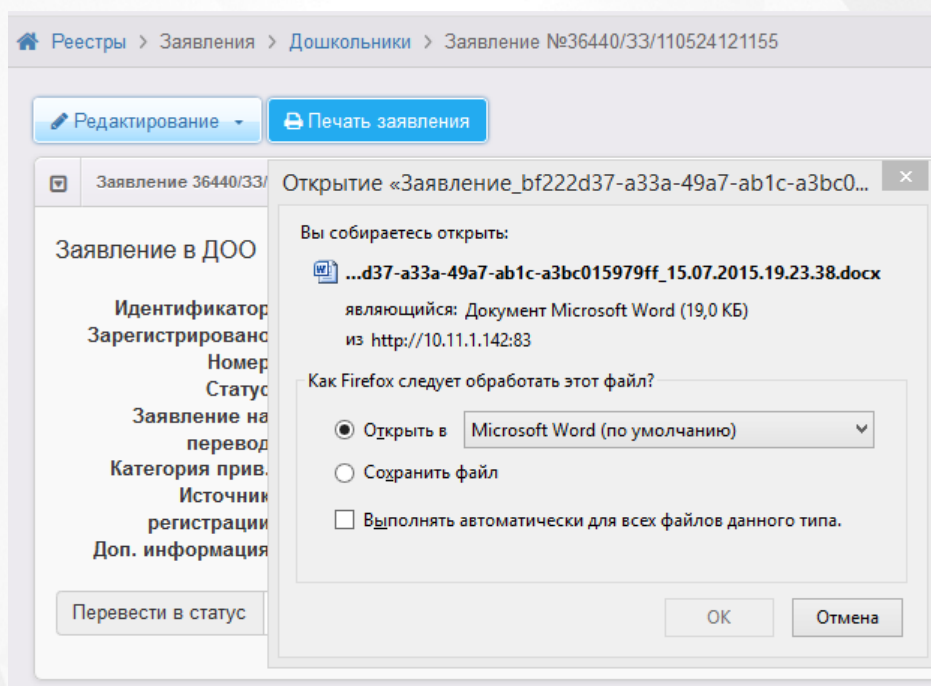 Реестры > Заявления > Дошкольники > Заявление №36440/ЗЗ/110524121155
Редактирование
Печать заявления
Заявление 36440/ЗЗ/
Заявление в ДОО
Идентификатор
Зарегистрировано
Номер
Статус
Заявление на
перевод
Категория прив.
Источник
регистрации
Доп. информация
Перевести в статус
Открытие «Заявление_bf222d37-a33a-49a7-ab1c-a3bc0...
Вы собираетесь открыть:
...d37-a33a-49a7-ab1c-a3bc015979ff_15.07.2015.19.23.38.docx
являющийся: Документ Microsoft Word (19,0 КБ)
из http://10.11.1.142:83
Как Firefox следует обработать этот файл?
Открыть в Microsoft Word (по умолчанию)
Сохранить файл
Выполнять автоматически для всех файлов данного типа.
ОК Отмена